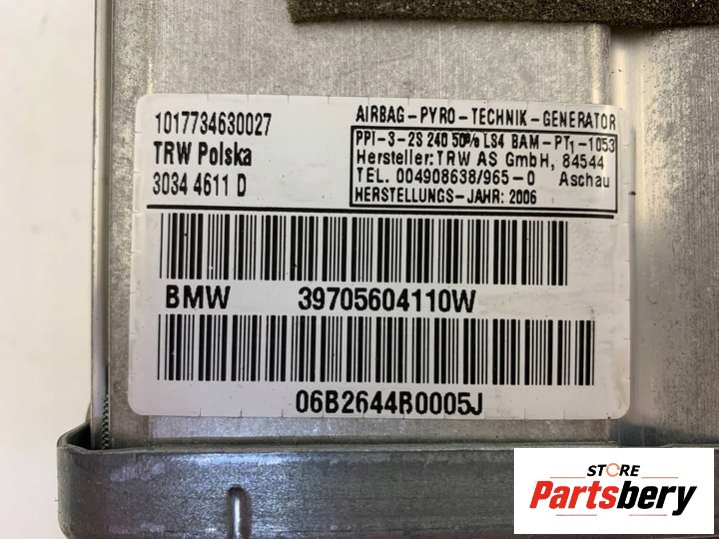 1017734630027
TRW Polska
3034 4611 D
AIRBAG-PYRO-TECHNIK-GENERATOR
PPI-3-2S 240 50% LS4 BAM-PT1-1053
Hersteller: TRW AS GmbH, 84544
TEL. 004908638/965-0 Aschau
HERSTELLUNGS-JAHR: 2006
BMW 39705604110W
06B2644B0005J
STORE
Partsbery